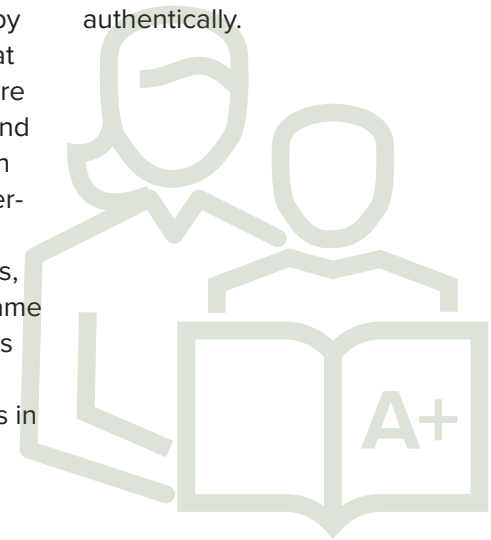 by
at
re
nd
n
er-
s,
ame
s
s in
authentically.
A+